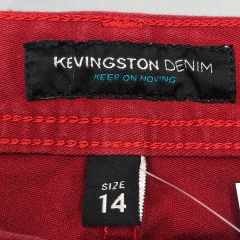 KEVINGSTON DENIM
KEEP ON MOVING
SIZE
14